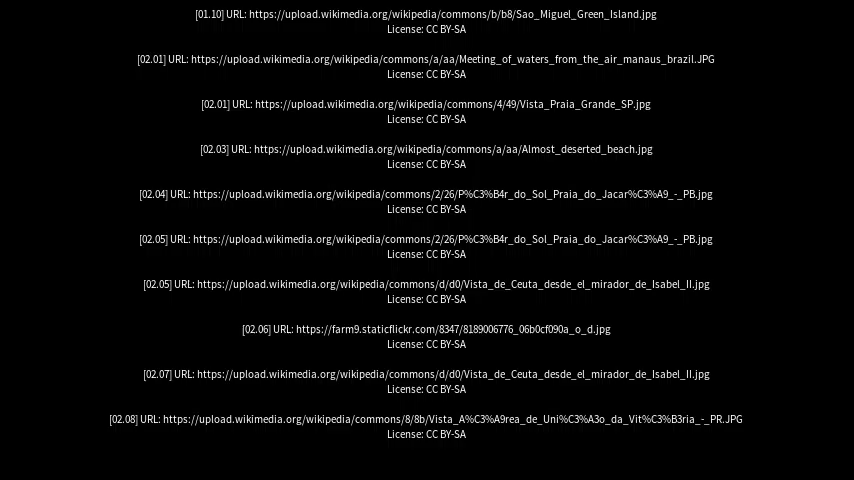 [01.10] URL: https://upload.wikimedia.org/wikipedia/commons/b/b8/Sao_Miguel_Green_Island.jpg
License: CC BY-SA
[02.01] URL: https://upload.wikimedia.org/wikipedia/commons/a/aa/Meeting_of_waters_from_the_air_manaus_brazil.JPG
License: CC BY-SA
[02.01] URL: https://upload.wikimedia.org/wikipedia/commons/4/49/Vista_Praia_Grande_SP.jpg
License: CC BY-SA
[02.03] URL: https://upload.wikimedia.org/wikipedia/commons/a/aa/Almost_deserted_beach.jpg
License: CC BY-SA
[02.04] URL: https://upload.wikimedia.org/wikipedia/commons/2/26/P%C3%B4r_do_Sol_Praia_do_Jacar%C3%A9_-_PB.jpg
License: CC BY-SA
[02.05] URL: https://upload.wikimedia.org/wikipedia/commons/2/26/P%C3%B4r_do_Sol_Praia_do_Jacar%C3%A9_-_PB.jpg
License: CC BY-SA
[02.05] URL: https://upload.wikimedia.org/wikipedia/commons/d/d0/Vista_de_Ceuta_desde_el_mirador_de_Isabel_II.jpg
License: CC BY-SA
[02.06] URL: https://farm9.staticflickr.com/8347/8189006776_06b0cf090a_o_d.jpg
License: CC BY-SA
[02.07] URL: https://upload.wikimedia.org/wikipedia/commons/d/d0/Vista_de_Ceuta_desde_el_mirador_de_Isabel_II.jpg
License: CC BY-SA
[02.08] URL: https://upload.wikimedia.org/wikipedia/commons/8/8b/Vista_A%C3%A9rea_de_Uni%C3%A3o_da_Vit%C3%B3ria_-_PR.JPG
License: CC BY-SA